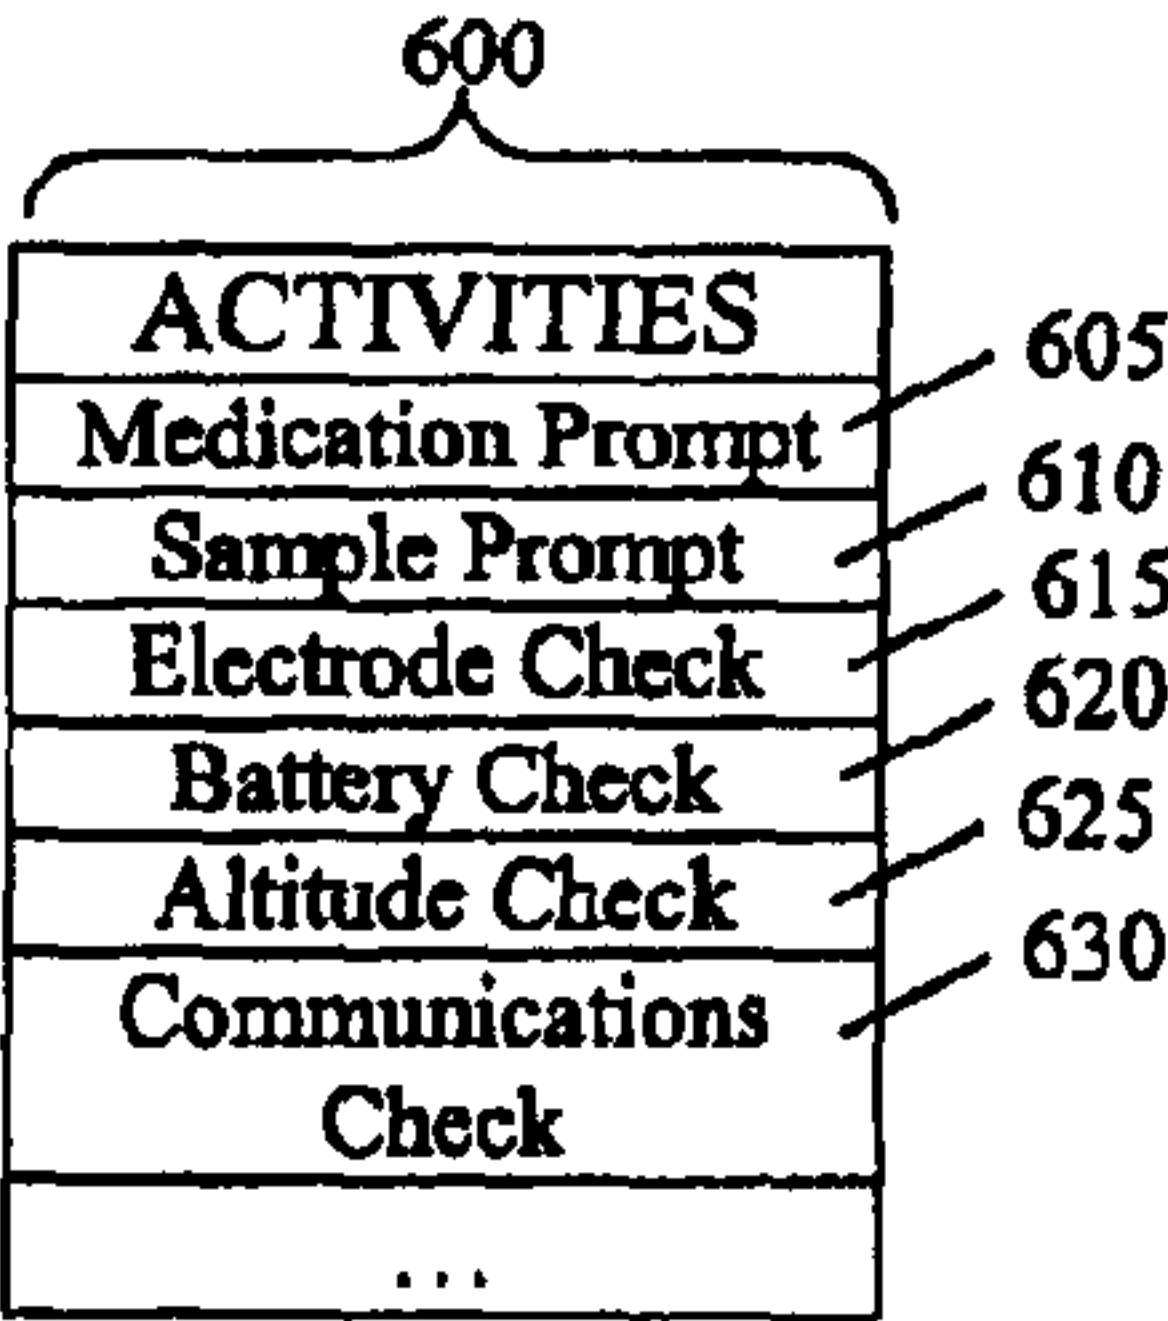 600
ACTIVITIES
Medication Prompt
605
Sample Prompt
610
Electrode Check
615
Battery Check
620
Altitude Check
625
Communications
Check
630
...